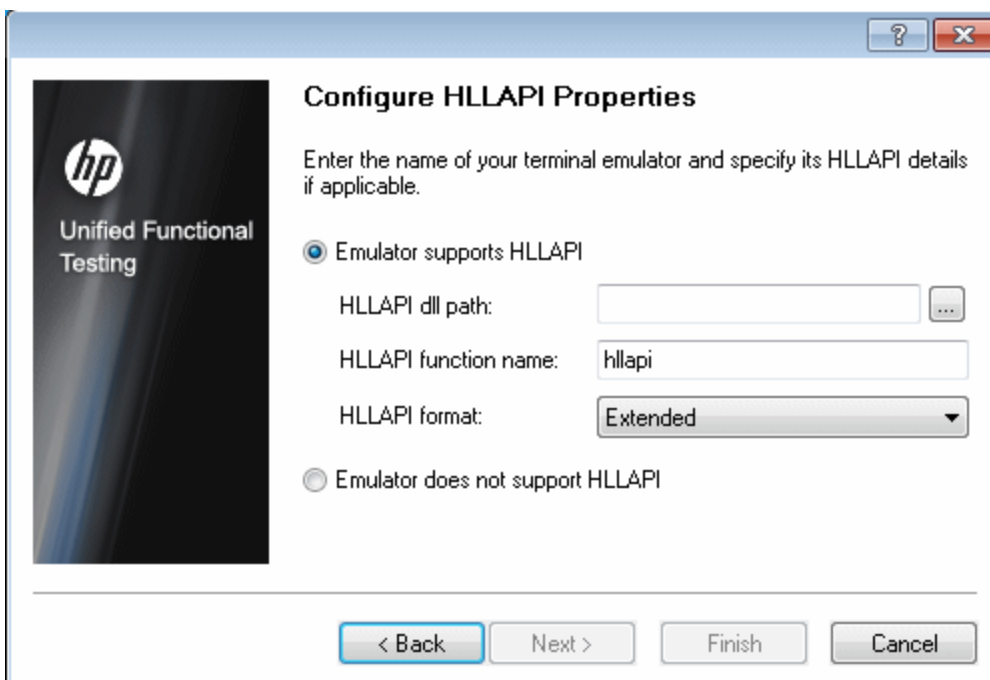 ?
hp
Unified Functional
Testing
Configure HLLAPI Properties
Enter the name of your terminal emulator and specify its HLLAPI details
if applicable.
Emulator supports HLLAPI
HLLAPI dll path:
...
HLLAPI function name:
hllapi
HLLAPI format:
Extended
Emulator does not support HLLAPI
< Back
Next >
Finish
Cancel